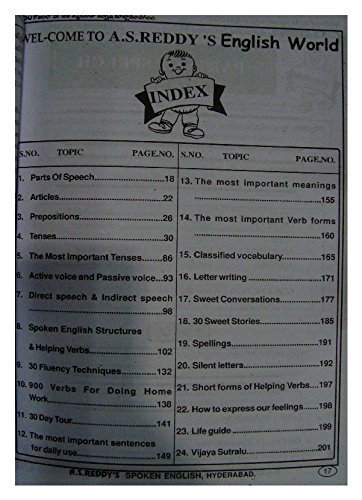 WEL-COME TO A.S.REDDY 'S English World
INDEX
S.NO. TOPIC PAGE.NO.
1. Parts Of Speech..................18
2. Articles..................22
3. Prepositions..................26
4. Tenses..................30
5. The Most Important Tenses........86
6. Active voice and Passive voice...93
7. Direct speech & Indirect speech
..................98
8. Spoken English Structures
& Helping Verbs..................102
9. 30 Fluency Techniques............132
10. 900 Verbs For Doing Home
Work..................136
11. 30 Day Tour..................141
12. The most important sentences
for daily use..................149
S.NO. TOPIC PAGE.NO.
13. The most important meanings
..................155
14. The most important Verb forms
..................160
15. Classified vocabulary...........165
16. Letter writing..................171
17. Sweet Conversations.............177
18. 30 Sweet Stories..................185
19. Spellings..................191
20. Silent letters..................192
21. Short forms of Helping Verbs...197
22. How to express our feelings....198
23. Life guide..................199
24. Vijaya Sutralu..................201
A.S.REDDY'S SPOKEN ENGLISH, HYDERABAD.
17